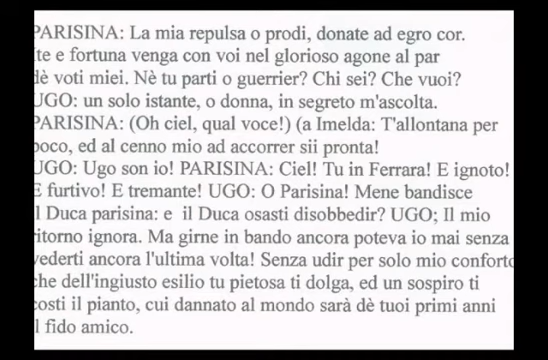 PARISINA: La mia repulsa o prodi, donate ad egro cor.
Ite e fortuna venga con voi nel glorioso agone al par
dè voti miei. Nè tu parti o guerrier? Chi sei? Che vuoi?
UGO: un solo istante, o donna, in segreto m'ascolta.
PARISINA: (Oh ciel, qual voce!) (a Imelda: T'allontana per
poco, ed al cenno mio ad accorrer sii pronta!
UGO: Ugo son io! PARISINA: Ciel! Tu in Ferrara! E ignoto!
E furtivo! E tremante! UGO: O Parisina! Mene bandisce
il Duca parisina: e il Duca osasti disobbedir? UGO; Il mio
ritorno ignora. Ma girne in bando ancora poteva io mai senza
vederti ancora l'ultima volta! Senza udir per solo mio conforto
che dell'ingiusto esilio tu pietosa ti dolga, ed un sospiro ti
costi il pianto, cui dannato al mondo sarà dè tuoi primi anni
il fido amico.